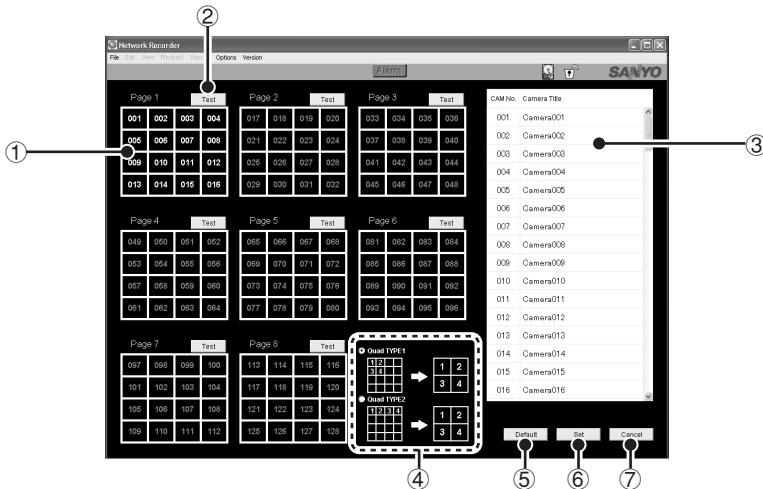 ②
Network Recorder
File Edit View Playback Record Options Version
Alarm
SANYO
Page 1 Test Page 2 Test Page 3 Test
001 002 003 004 017 018 019 020 033 034 035 036
005 006 007 008 021 022 023 024 037 038 039 040
009 010 011 012 025 026 027 028 041 042 043 044
013 014 015 016 029 030 031 032 045 046 047 048
①
Page 4 Test Page 5 Test Page 6 Test
049 050 051 052 065 066 067 068 081 082 083 084
053 054 055 056 069 070 071 072 085 086 087 088
057 058 059 060 073 074 075 076 089 090 091 092
061 062 063 064 077 078 079 080 093 094 095 096
Page 7 Test Page 8 Test
097 098 099 100 113 114 115 116
101 102 103 104 117 118 119 120
105 106 107 108 121 122 123 124
109 110 111 112 125 126 127 128
Quad TYPE1
1 2
3 4
1 2
3 4
Quad TYPE2
1 2 3 4
1 2
3 4
④
CAM No. Camera Title
001 Camera001
002 Camera002
003 Camera003
004 Camera004
005 Camera005
006 Camera006
007 Camera007
008 Camera008
009 Camera009
010 Camera010
011 Camera011
012 Camera012
013 Camera013
014 Camera014
015 Camera015
016 Camera016
③
Default Set Cancel
⑤ ⑥ ⑦